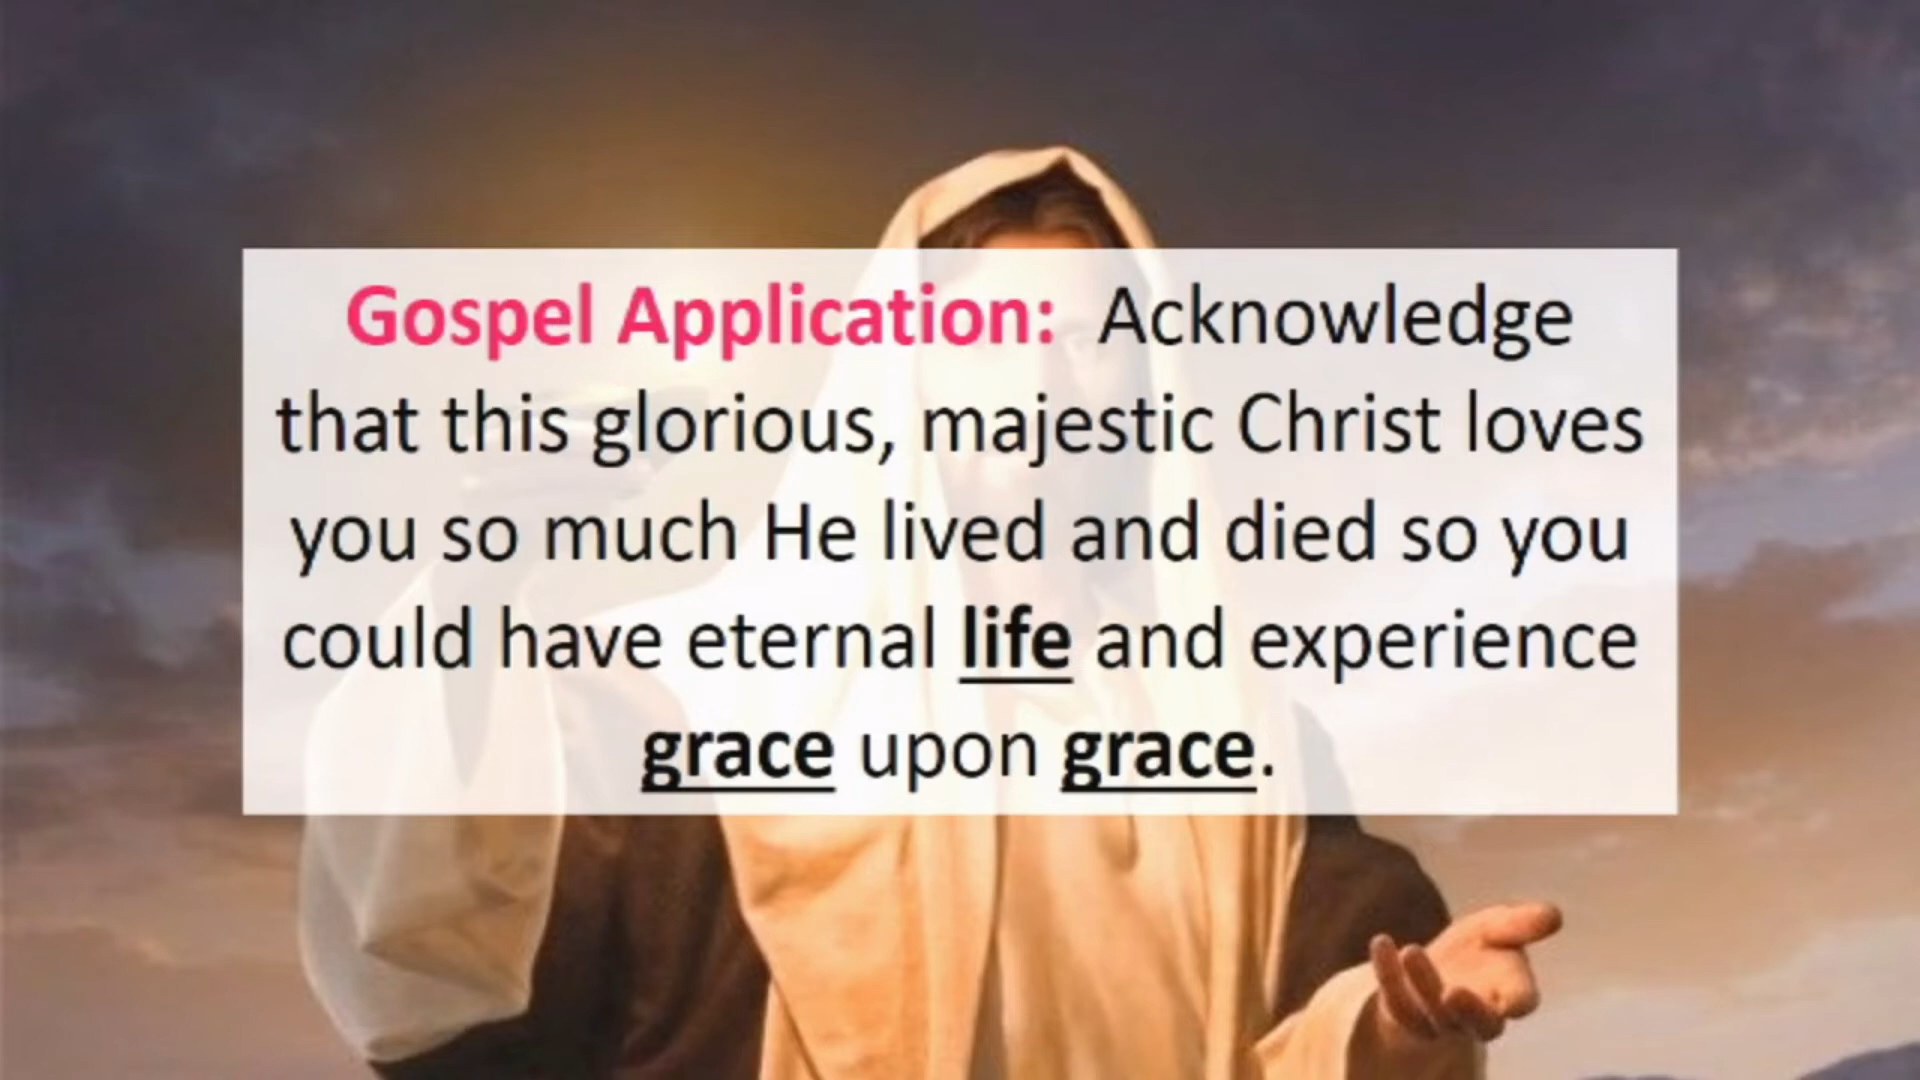 Gospel Application:  Acknowledge
that this glorious, majestic Christ loves
you so much He lived and died so you
could have eternal life and experience
grace upon grace.